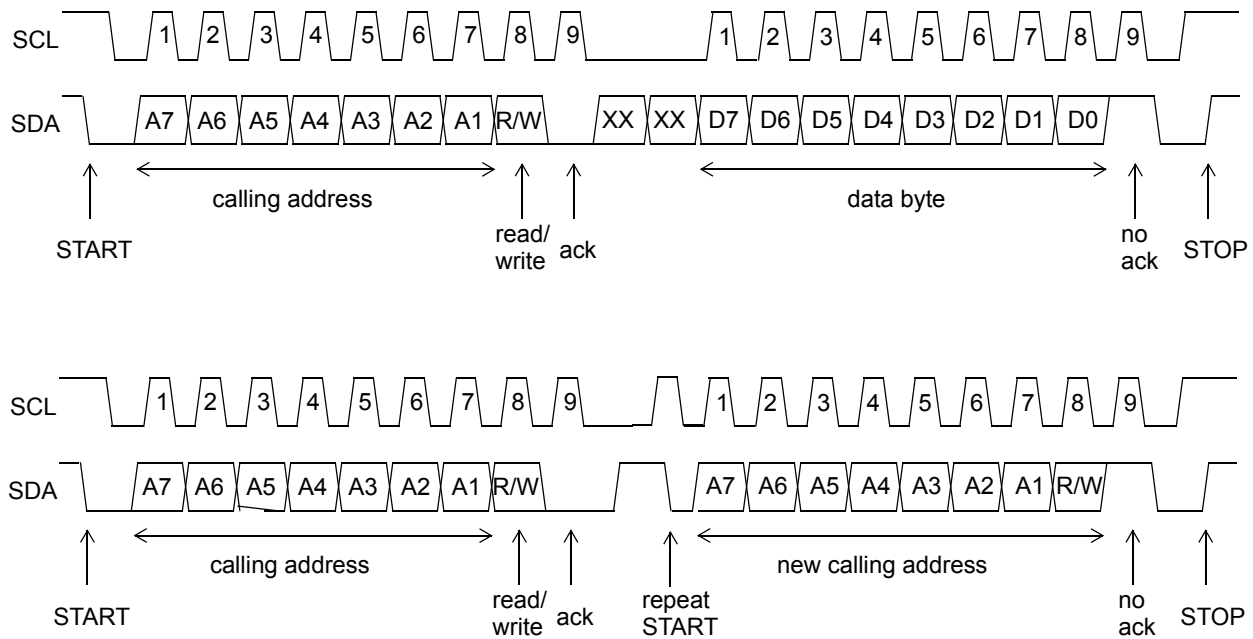 SCL 1 2 3 4 5 6 7 8 9 1 2 3 4 5 6 7 8 9
SDA A7 A6 A5 A4 A3 A2 A1 R/W XX XX D7 D6 D5 D4 D3 D2 D1 D0
calling address data byte
START read/ write ack no ack STOP
SCL 1 2 3 4 5 6 7 8 9 1 2 3 4 5 6 7 8 9
SDA A7 A6 A5 A4 A3 A2 A1 R/W A7 A6 A5 A4 A3 A2 A1 R/W
calling address new calling address
START read/ write ack repeat START no ack STOP